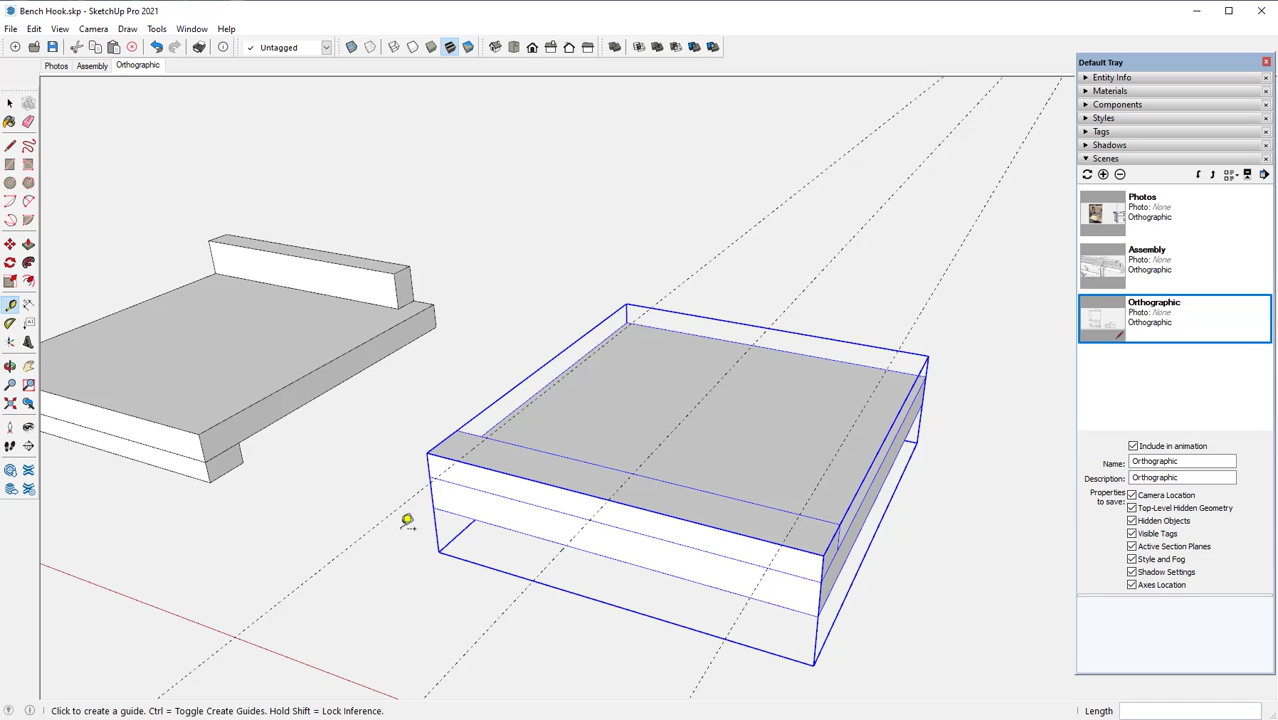 Bench Hook.skp - SketchUp Pro 2021
File Edit View Camera Draw Tools Window Help
Untagged
Photos Assembly Orthographic
Default Tray
Entity Info
Materials
Components
Styles
Tags
Shadows
Scenes
Photos
Photo: None
Orthographic
Assembly
Photo: None
Orthographic
Orthographic
Photo: None
Orthographic
Include in animation
Name: Orthographic
Description: Orthographic
Properties to save:
Camera Location
Top-Level Hidden Geometry
Hidden Objects
Visible Tags
Active Section Planes
Style and Fog
Shadow Settings
Axes Location
Click to create a guide. Ctrl = Toggle Create Guides. Hold Shift = Lock Inference.
Length